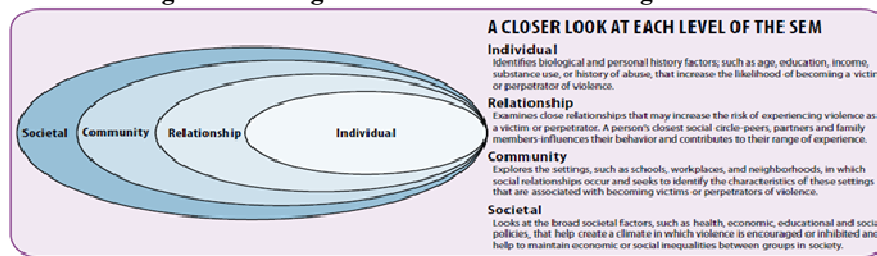 A CLOSER LOOK AT EACH LEVEL OF THE SEM
Individual
Identifies biological and personal history factors; such as age, education, income,
substance use, or history of abuse, that increase the likelihood of becoming a victim
or perpetrator of violence.
Relationship
Examines close relationships that may increase the risk of experiencing violence as
a victim or perpetrator. A person's closest social circle-peers, partners and family
members-influences their behavior and contributes to their range of experience.
Community
Explores the settings, such as schools, workplaces, and neighborhoods, in which
social relationships occur and seeks to identify the characteristics of these settings
that are associated with becoming victims or perpetrators of violence.
Societal
Looks at the broad societal factors, such as health, economic, educational and social
policies, that help create a climate in which violence is encouraged or inhibited and
help to maintain economic or social inequalities between groups in society.
Societal Community Relationship Individual